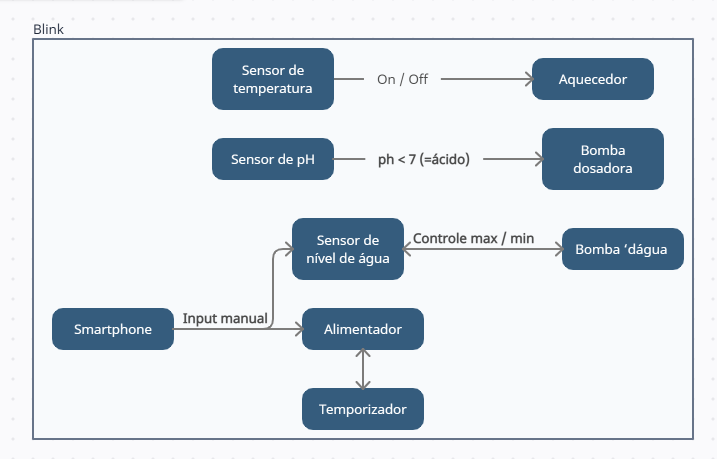 Blink
Sensor de
temperatura
On / Off
Aquecedor
Sensor de pH
ph < 7 (=ácido)
Bomba
dosadora
Sensor de
nível de água
Controle max / min
Bomba ‘dágua
Smartphone
Input manual
Alimentador
Temporizador